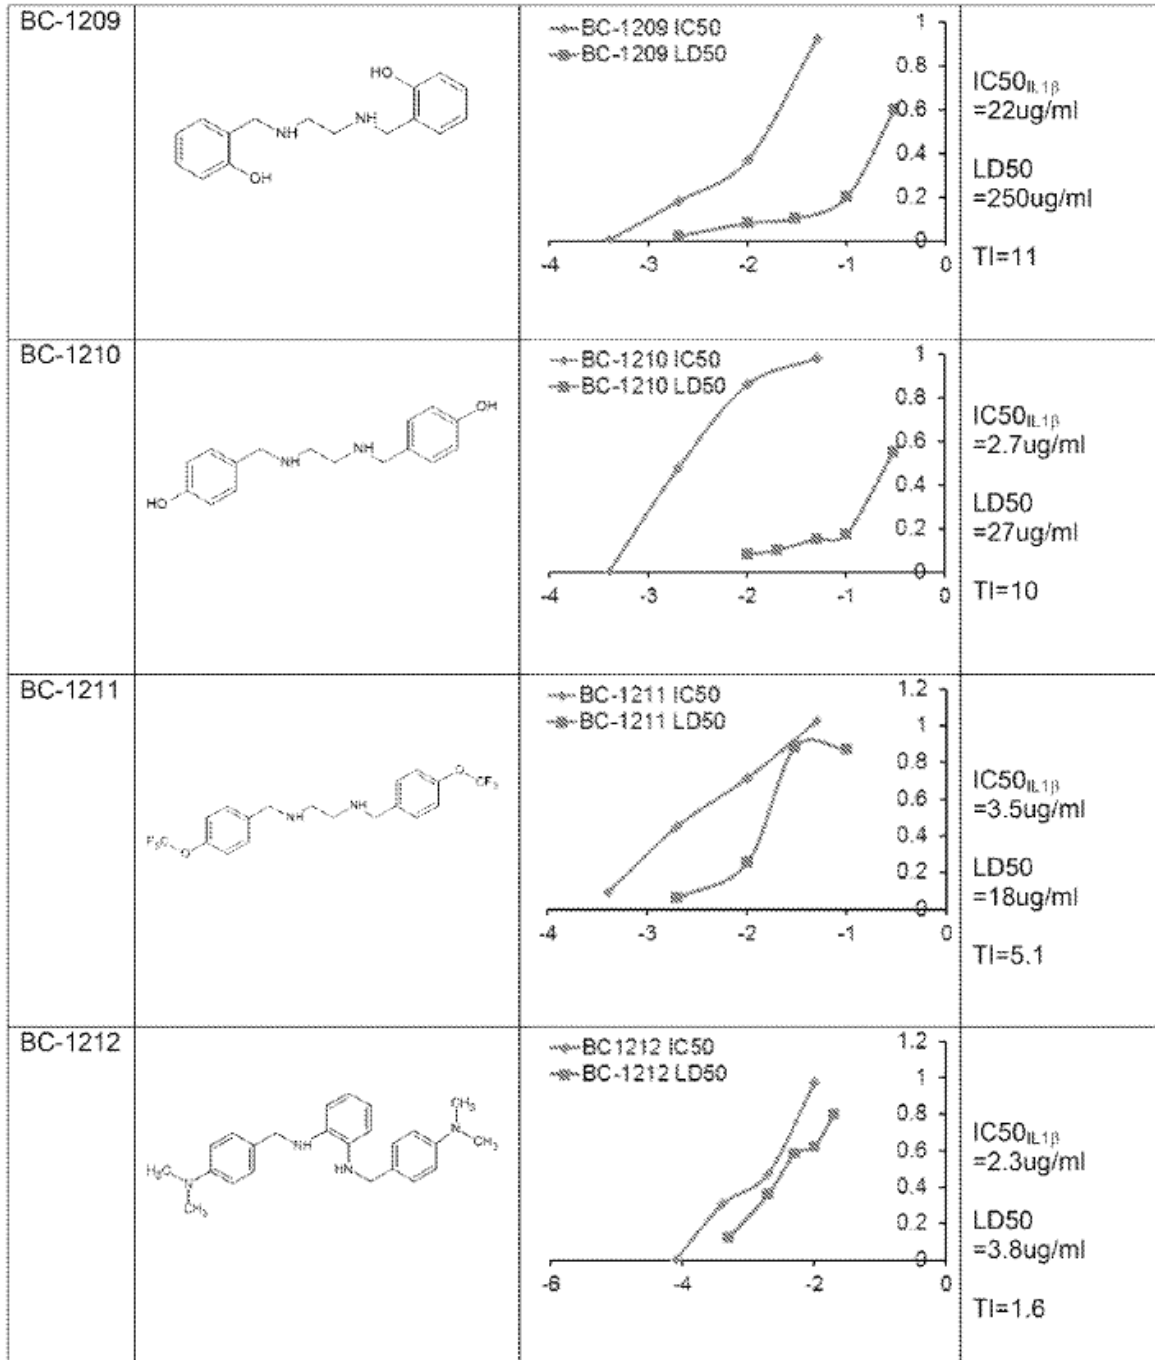 BC-1209
HO
NH
NH
OH
BC-1209 IC50
BC-1209 LD50
1
0.8
0.6
0.4
0.2
0
-4
-3
-2
-1
0
IC50IL1β
=22ug/ml
LD50
=250ug/ml
TI=11
BC-1210
OH
NH
NH
HO
BC-1210 IC50
BC-1210 LD50
1
0.8
0.6
0.4
0.2
0
-4
-3
-2
-1
0
IC50IL1β
=2.7ug/ml
LD50
=27ug/ml
TI=10
BC-1211
O
CF3
NH
NH
F3C
O
BC-1211 IC50
BC-1211 LD50
1.2
1
0.8
0.6
0.4
0.2
0
-4
-3
-2
-1
0
IC50IL1β
=3.5ug/ml
LD50
=18ug/ml
TI=5.1
BC-1212
CH3
N
CH3
NH
HN
H3C
N
CH3
BC1212 IC50
BC-1212 LD50
1.2
1
0.8
0.6
0.4
0.2
0
-6
-4
-2
0
IC50IL1β
=2.3ug/ml
LD50
=3.8ug/ml
TI=1.6